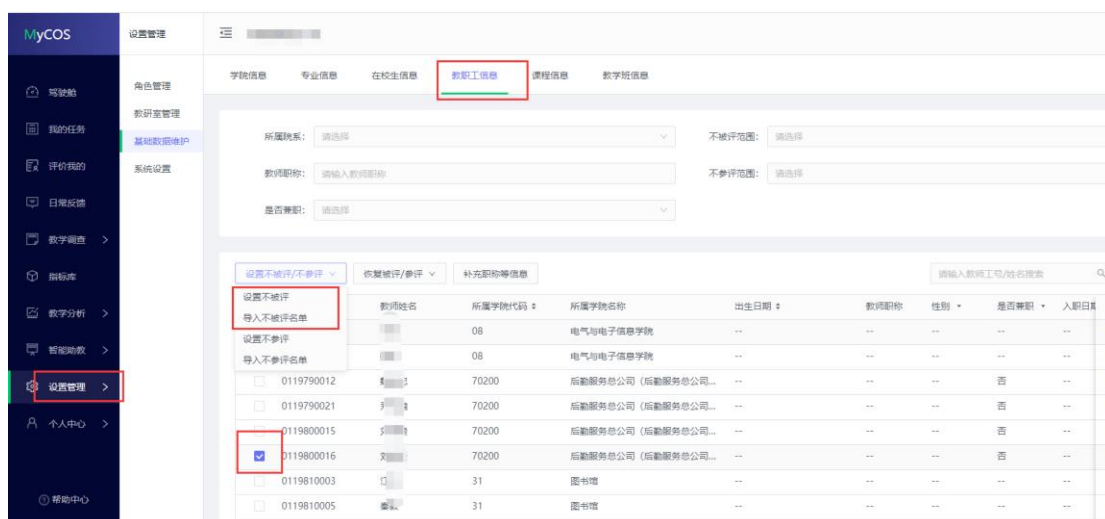 MyCOS
设置管理
驾驶舱
我的任务
评价我的
日常反馈
教学调查 >
指标库
教学分析 >
智能助教 >
设置管理 >
个人中心 >
帮助中心
角色管理
教研室管理
基础数据维护
系统设置
学院信息 专业信息 在校生信息 教职工信息 课程信息 教学班信息
所属院系: 请选择 不被评范围: 请选择
教师职称: 请输入教师职称 不参评范围: 请选择
是否兼职: 请选择
设置不被评/不参评 恢复被评/参评 补充职称等信息 请输入教师工号/姓名搜索
设置不被评
导入不被评名单
设置不参评
导入不参评名单
教师姓名 所属学院代码 所属学院名称 出生日期 教师职称 性别 是否兼职 入职日期
08 电气与电子信息学院 -- -- -- -- --
08 电气与电子信息学院 -- -- -- -- --
0119790012 70200 后勤服务总公司（后勤服务总公司... -- -- -- 否 --
0119790021 70200 后勤服务总公司（后勤服务总公司... -- -- -- 否 --
0119800015 70200 后勤服务总公司（后勤服务总公司... -- -- -- 否 --
0119800016 70200 后勤服务总公司（后勤服务总公司... -- -- -- 否 --
0119810003 31 图书馆 -- -- -- -- --
0119810005 31 图书馆 -- -- -- -- --